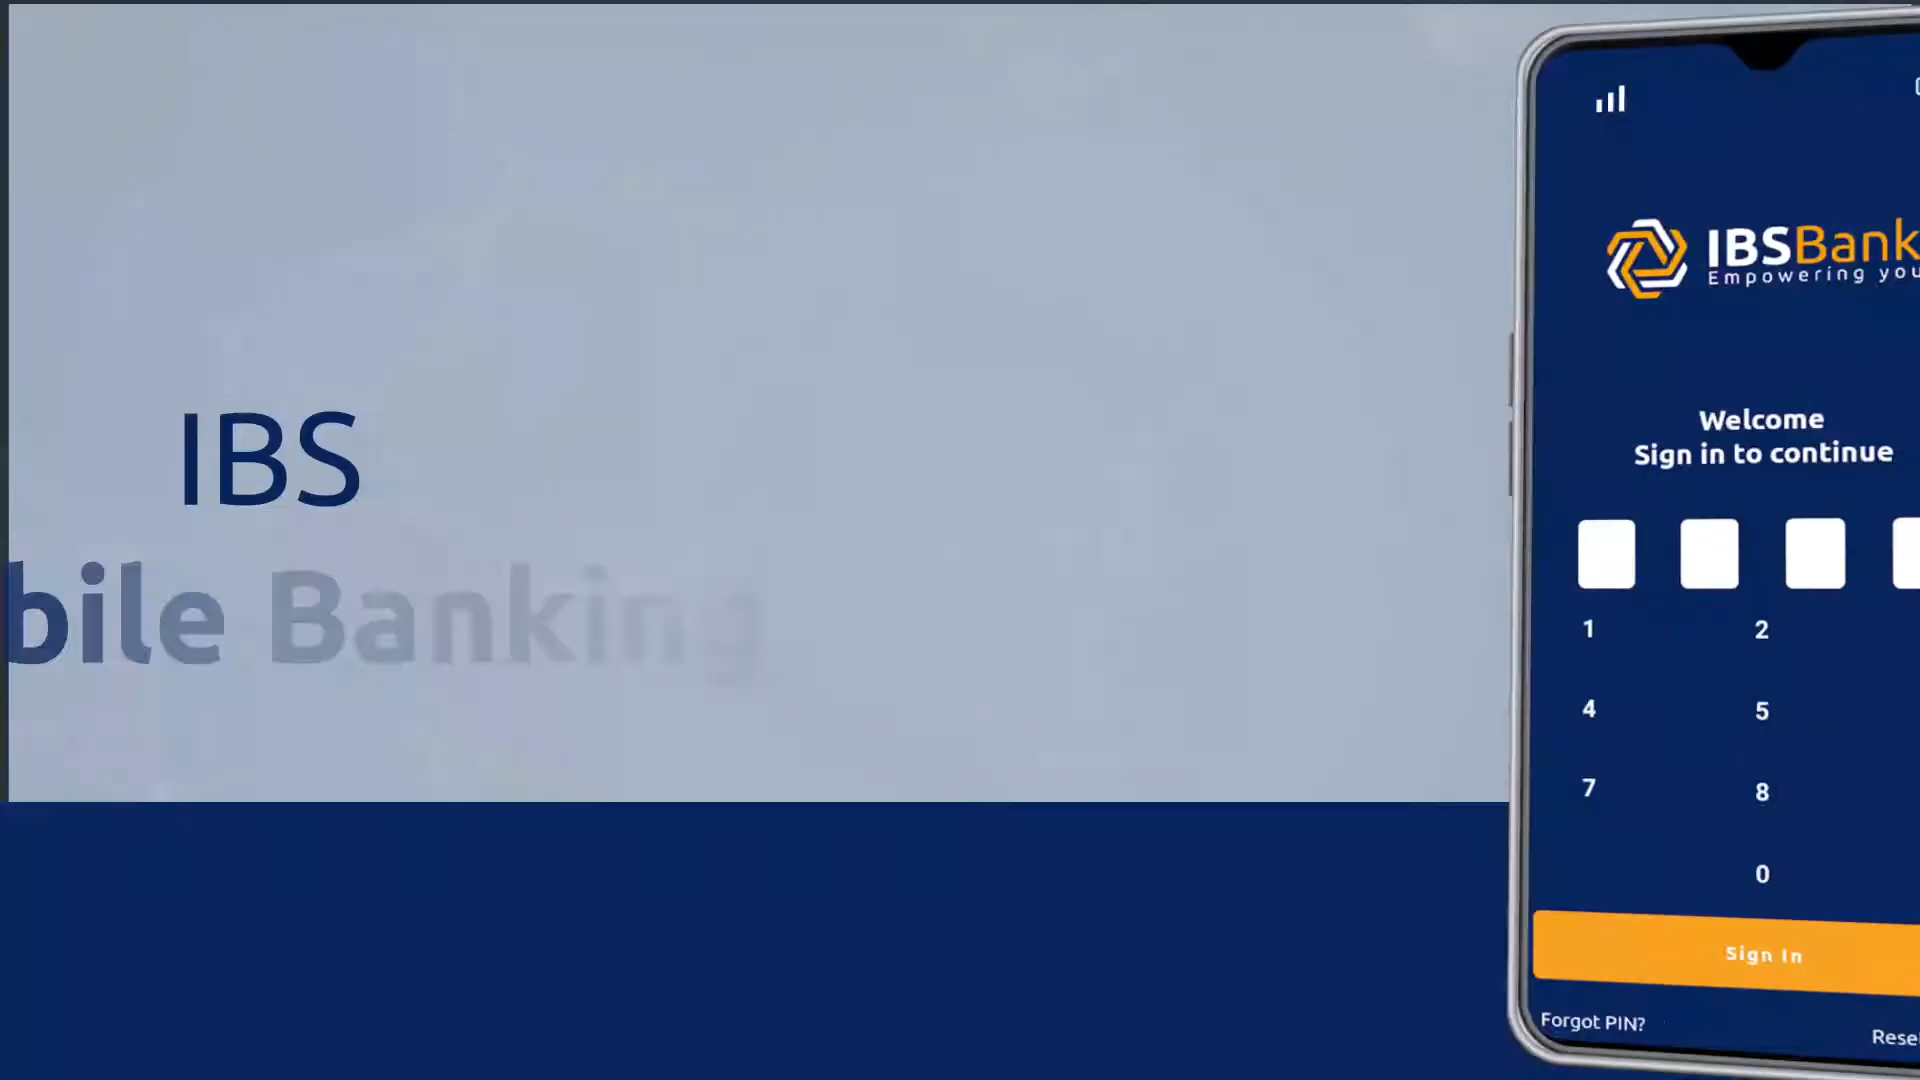 IBS
bile Banking
IBSBank
Empowering you
Welcome
Sign in to continue
1 2
4 5
7 8
0
Sign In
Forgot PIN?
Rese